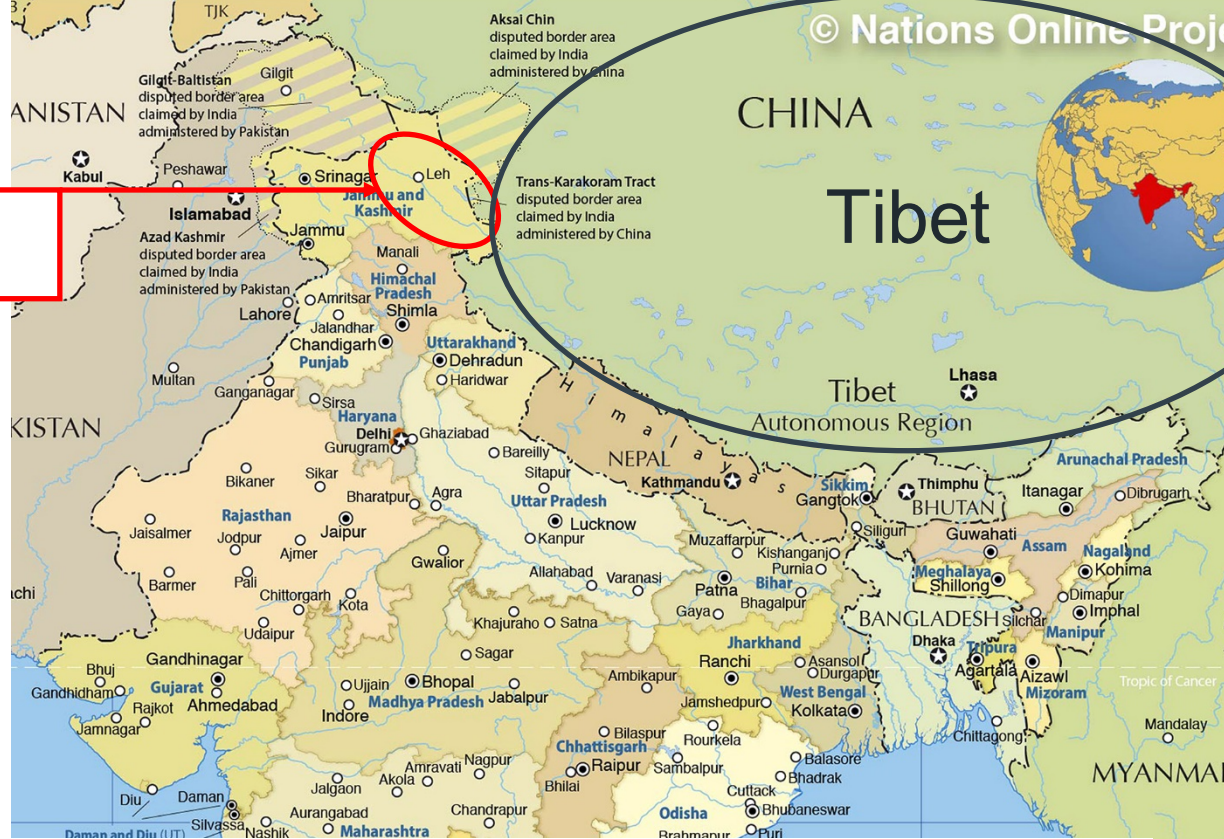 TJK
Aksai Chin
disputed border area
claimed by India
administered by China
© Nations Online Proje
Gilgit-Baltistan
disputed border area
claimed by India
administered by Pakistan
Gilgit
CHINA
ANISTAN
Kabul
Peshawar
Islamabad
Srinagar
Leh
Jammu and
Kashmir
Trans-Karakoram Tract
disputed border area
claimed by India
administered by China
Tibet
Azad Kashmir
disputed border area
claimed by India
administered by Pakistan
Jammu
Manali
Himachal
Pradesh
Lahore
Amritsar
Shimla
Jalandhar
Chandigarh
Punjab
Uttarakhand
Dehradun
Haridwar
Multan
Ganganagar
Sirsa
Haryana
Delhi
Ghaziabad
Gurugram
KISTAN
Himalayas
Tibet
Autonomous Region
Lhasa
NEPAL
Kathmandu
Bareilly
Sitapur
Bikaner
Sikar
Bharatpur
Agra
Uttar Pradesh
Lucknow
Kanpur
Sikkim
Gangtok
Thimphu
BHUTAN
Arunachal Pradesh
Itanagar
Dibrugarh
Jaisalmer
Rajasthan
Jodpur
Jaipur
Ajmer
Gwalior
Muzaffarpur
Kishanganj
Purnia
Siliguri
Guwahati
Assam
Nagaland
Kohima
Barmer
Pali
Chittorgarh
Kota
Allahabad
Varanasi
Patna
Bihar
Bhagalpur
Gaya
Meghalaya
Shillong
Dimapur
Imphal
Manipur
achi
Udaipur
Khajuraho
Satna
BANGLADESH
Silchar
Dhaka
Tripura
Agartala
Aizawl
Mizoram
Tropic of Cancer
Bhuj
Gandhinagar
Gandhidham
Gujarat
Ahmedabad
Rajkot
Jamnagar
Sagar
Ujjain
Bhopal
Indore
Madhya Pradesh
Jabalpur
Ambikapur
Jharkhand
Ranchi
Jamshedpur
Asansol
Durgapur
West Bengal
Kolkata
Chittagong
Mandalay
MYANMAR
Bilaspur
Chhattisgarh
Raipur
Bhilai
Rourkela
Sambalpur
Balasore
Bhadrak
Cuttack
Bhubaneswar
Odisha
Brahmapur
Puri
Diu
Daman
Silvassa
Daman and Diu (UT)
Nashik
Jalgaon
Akola
Amravati
Nagpur
Aurangabad
Chandrapur
Maharashtra